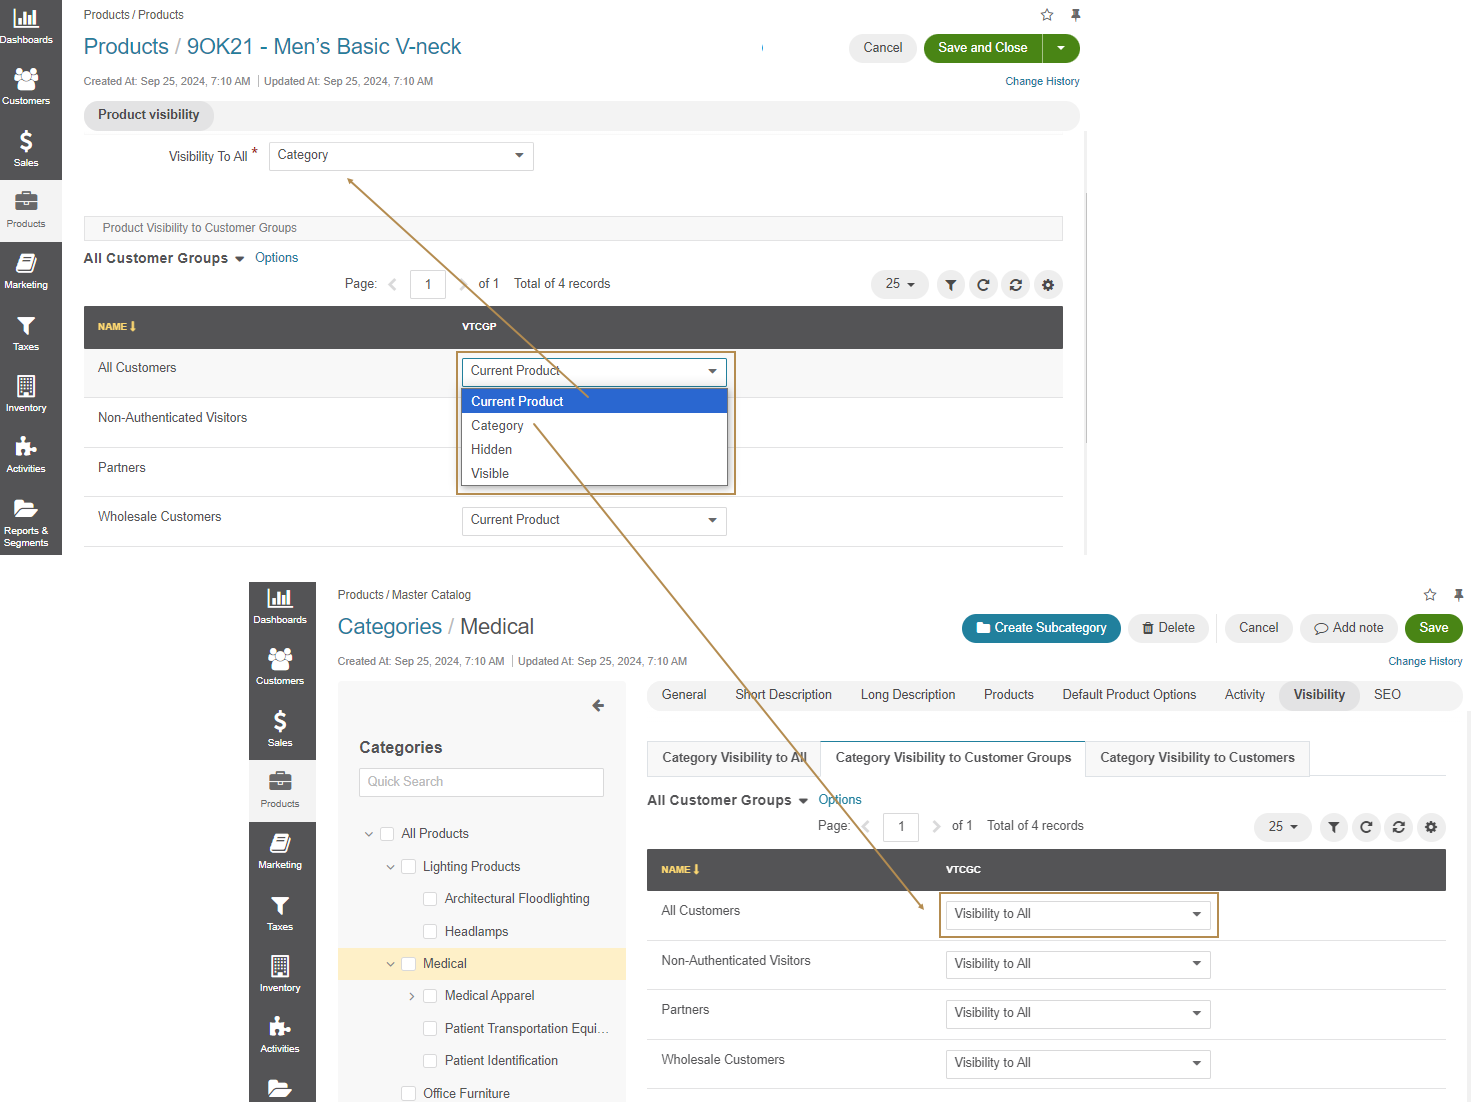 Products / Products
Products / 9OK21 - Men’s Basic V-neck
Cancel
Save and Close
Created At: Sep 25, 2024, 7:10 AM | Updated At: Sep 25, 2024, 7:10 AM
Change History
Dashboards
Customers
Sales
Products
Marketing
Taxes
Inventory
Activities
Reports &
Segments
Product visibility
Visibility To All *
Category
Product Visibility to Customer Groups
All Customer Groups
Options
Page: 1 of 1 Total of 4 records
25
NAME
VTCGP
All Customers
Current Product
Current Product
Category
Hidden
Visible
Non-Authenticated Visitors
Partners
Wholesale Customers
Current Product
Products / Master Catalog
Categories / Medical
Create Subcategory
Delete
Cancel
Add note
Save
Created At: Sep 25, 2024, 7:10 AM | Updated At: Sep 25, 2024, 7:10 AM
Change History
Dashboards
Customers
Sales
Products
Marketing
Taxes
Inventory
Activities
Categories
Quick Search
All Products
Lighting Products
Architectural Floodlighting
Headlamps
Medical
Medical Apparel
Patient Transportation Equi...
Patient Identification
Office Furniture
General
Short Description
Long Description
Products
Default Product Options
Activity
Visibility
SEO
Category Visibility to All
Category Visibility to Customer Groups
Category Visibility to Customers
All Customer Groups
Options
Page: 1 of 1 Total of 4 records
25
NAME
VTCGC
All Customers
Visibility to All
Non-Authenticated Visitors
Visibility to All
Partners
Visibility to All
Wholesale Customers
Visibility to All